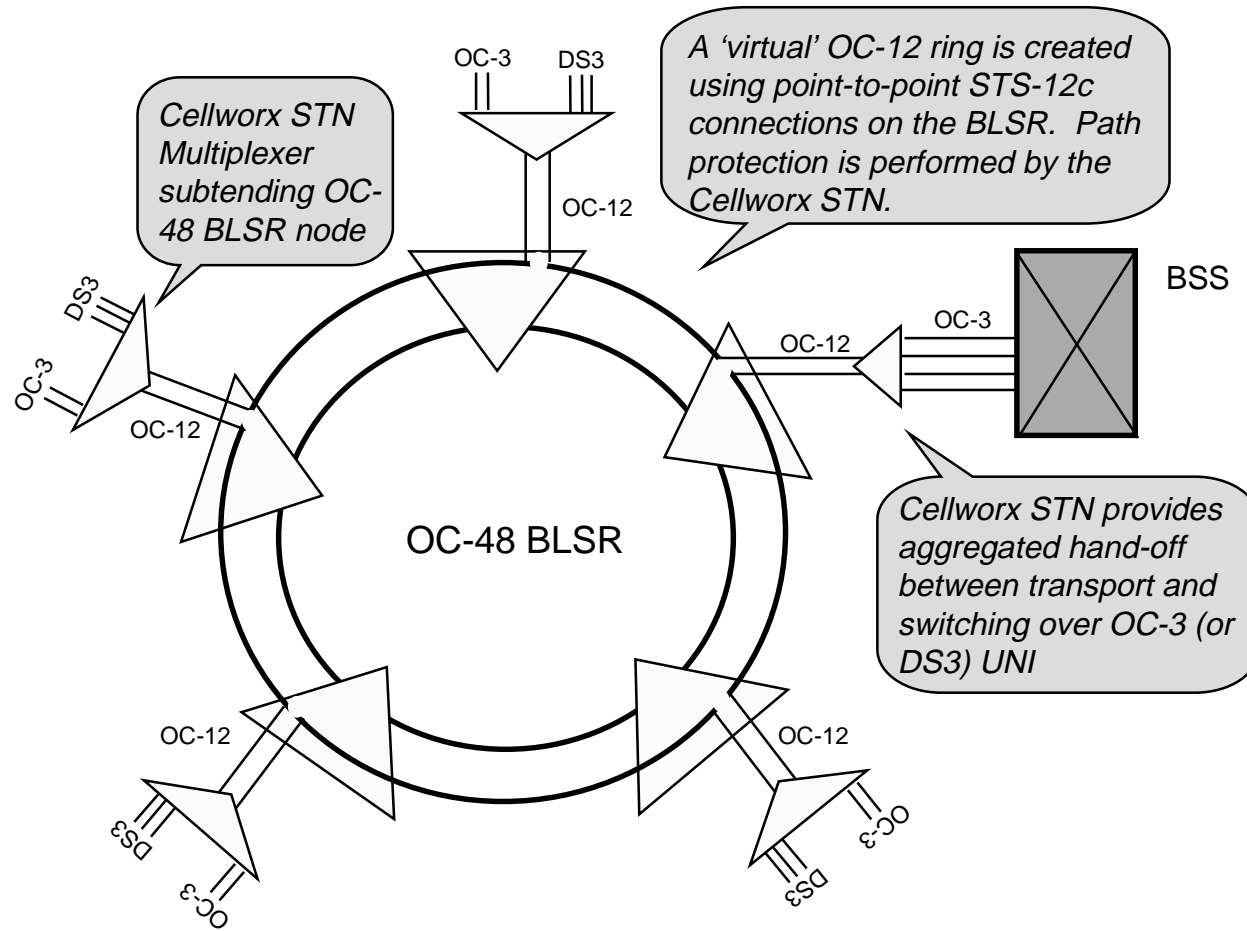 OC-3
DS3
A ‘virtual’ OC-12 ring is created
using point-to-point STS-12c
connections on the BLSR.  Path
protection is performed by the
Cellworx STN.
Cellworx STN
Multiplexer
subtending OC-
48 BLSR node
OC-12
BSS
DS3
OC-3
OC-12
OC-3
OC-12
OC-48 BLSR
Cellworx STN provides
aggregated hand-off
between transport and
switching over OC-3 (or
DS3) UNI
OC-12
DS3
OC-3
OC-12
OC-3
DS3